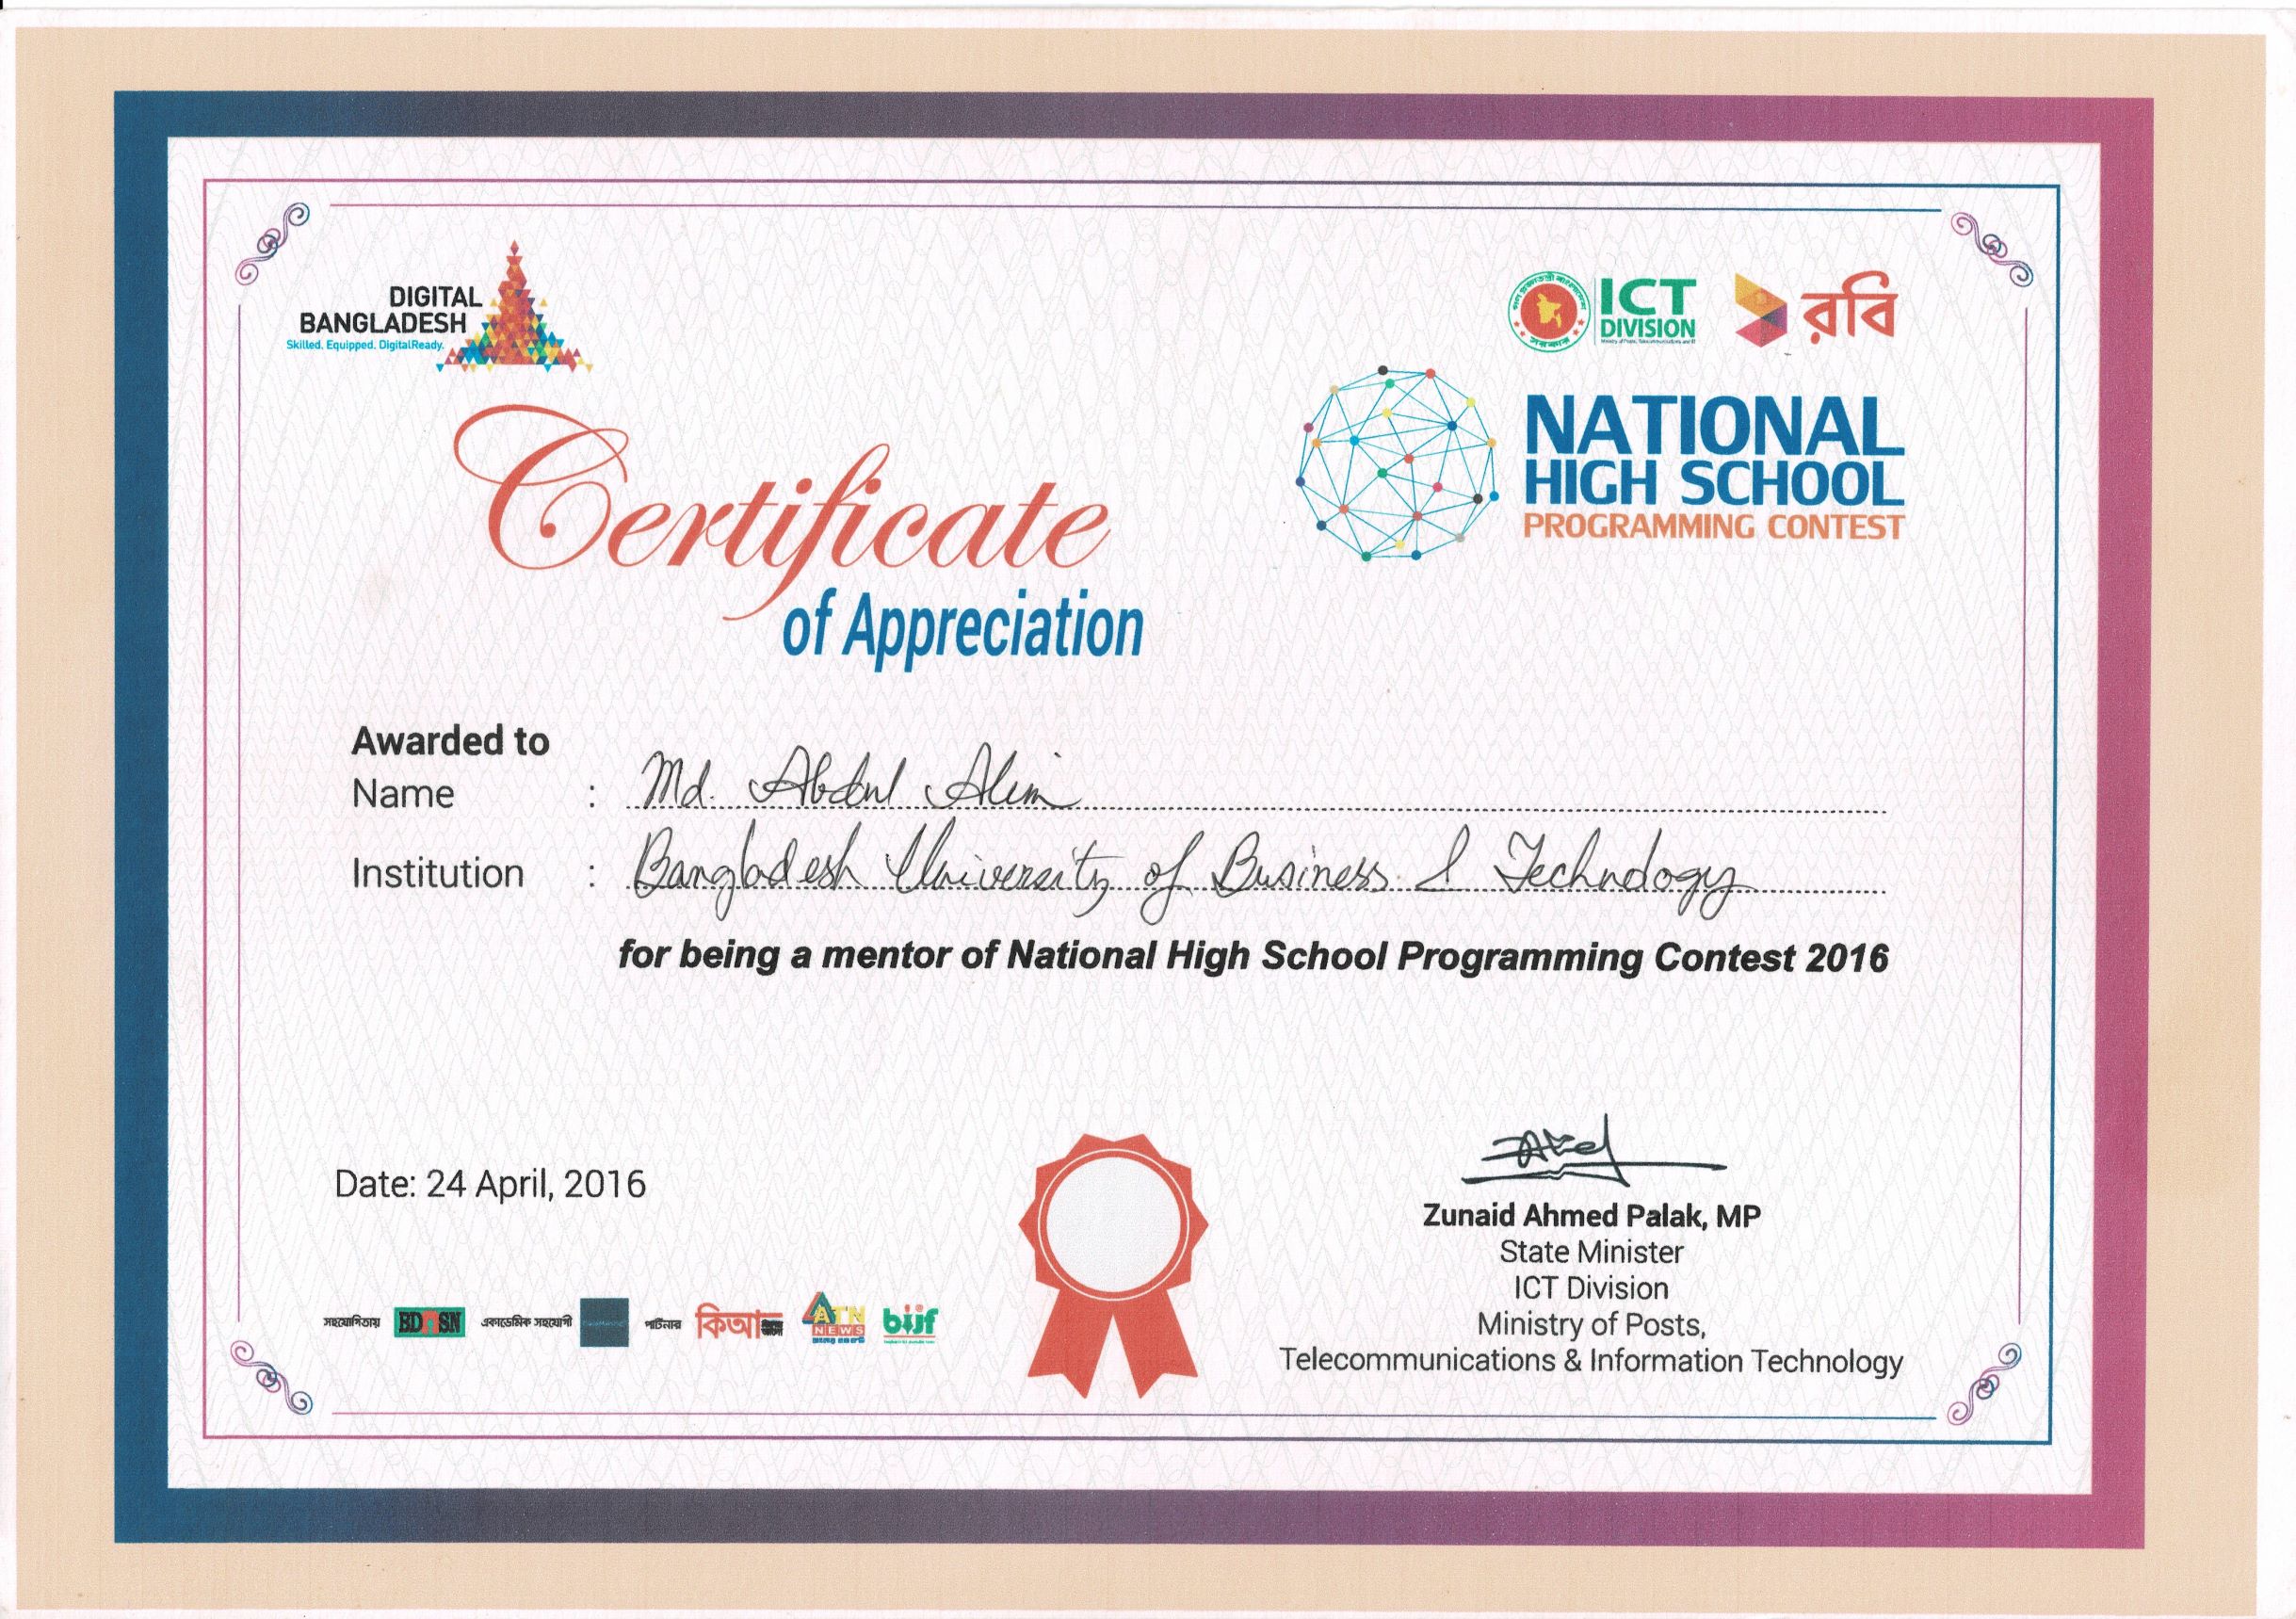 DIGITAL
BANGLADESH
Skilled. Equipped. DigitalReady.
ICT
DIVISION
রবি
NATIONAL
HIGH SCHOOL
PROGRAMMING CONTEST
Certificate
of Appreciation
Awarded to
Name : Md. Abdul Alim
Institution : Bangladesh University of Business & Technology
for being a mentor of National High School Programming Contest 2016
Date: 24 April, 2016
Zunaid Ahmed Palak, MP
State Minister
ICT Division
Ministry of Posts,
Telecommunications & Information Technology
সহযোগিতায় BDOSN একাডেমিক সহযোগী পার্টনার কিআ ATN NEWS bijf